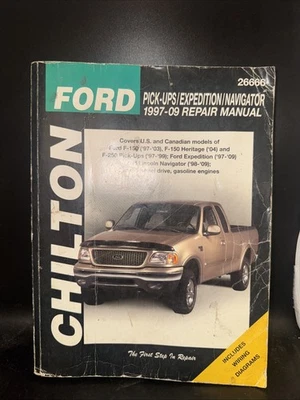 26666
FORD
PICK-UPS/EXPEDITION/NAVIGATOR
1997-09 REPAIR MANUAL
CHILTON
Covers U.S. and Canadian models of
Ford F-150 ('97-'03), F-150 Heritage ('04) and
F-250 Pick-Ups ('97-'99); Ford Expedition ('97-'09)
Lincoln Navigator ('98-'09);
drive, gasoline engines
The First Step In Repair
INCLUDES
WIRING
DIAGRAMS